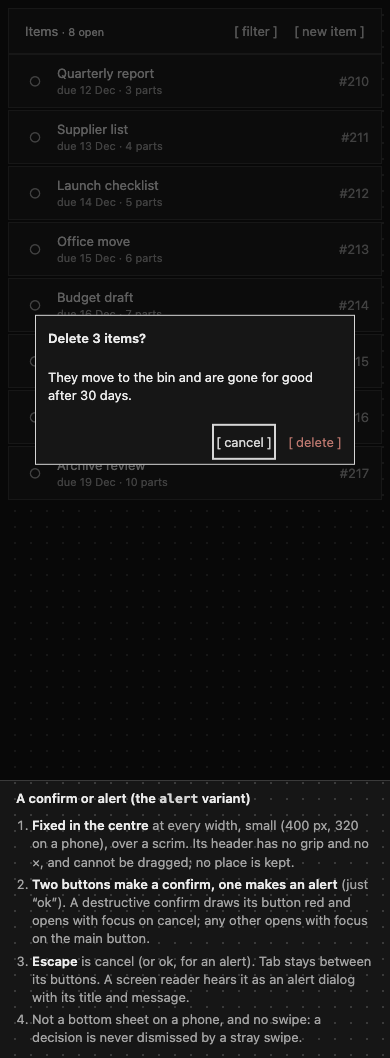 Items · 8 open [ filter ] [ new item ]
Quarterly report
due 12 Dec · 3 parts
#210
Supplier list
due 13 Dec · 4 parts
#211
Launch checklist
due 14 Dec · 5 parts
#212
Office move
due 15 Dec · 6 parts
#213
Budget draft
due 16 Dec · 7 parts
#214
Delete 3 items?
They move to the bin and are gone for good
after 30 days.
[ cancel ] [ delete ]
15
16
Archive review
due 19 Dec · 10 parts
#217
A confirm or alert (the alert variant)
1. Fixed in the centre at every width, small (400 px, 320
on a phone), over a scrim. Its header has no grip and no
×, and cannot be dragged; no place is kept.
2. Two buttons make a confirm, one makes an alert (just
“ok”). A destructive confirm draws its button red and
opens with focus on cancel; any other opens with focus
on the main button.
3. Escape is cancel (or ok, for an alert). Tab stays between
its buttons. A screen reader hears it as an alert dialog
with its title and message.
4. Not a bottom sheet on a phone, and no swipe: a
decision is never dismissed by a stray swipe.